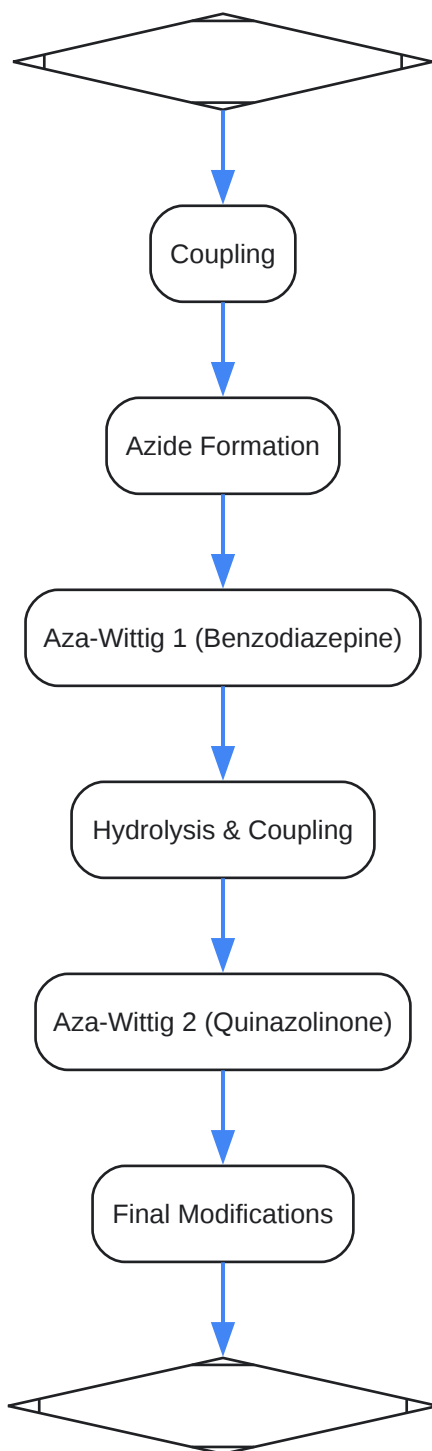 Coupling
Azide Formation
Aza-Wittig 1 (Benzodiazepine)
Hydrolysis & Coupling
Aza-Wittig 2 (Quinazolinone)
Final Modifications